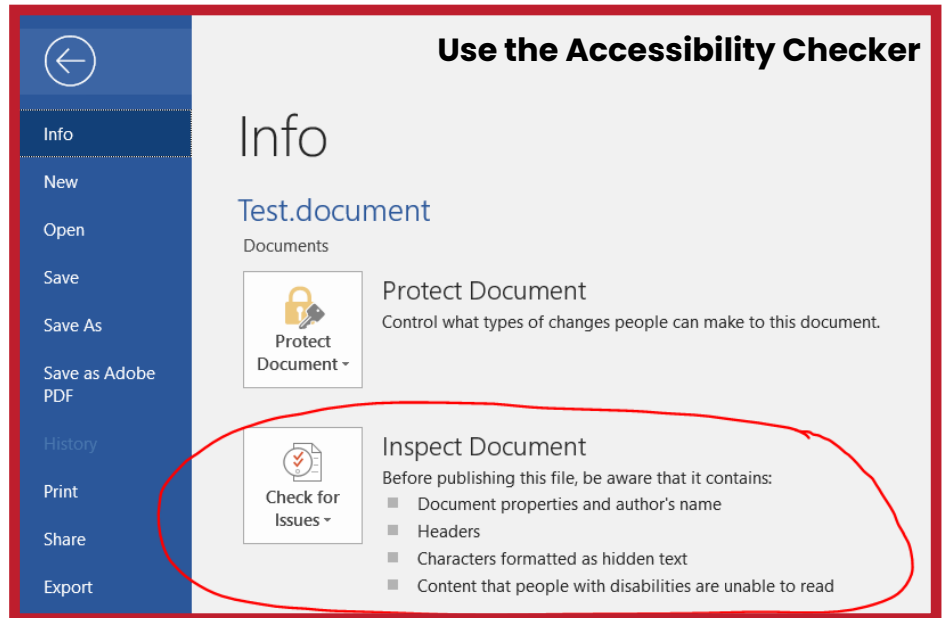 Use the Accessibility Checker
Info
New
Open
Save
Save As
Save as Adobe
PDF
History
Print
Share
Export
Info
Test.document
Documents
Protect
Document
Protect Document
Control what types of changes people can make to this document.
Check for
Issues
Inspect Document
Before publishing this file, be aware that it contains:
Document properties and author's name
Headers
Characters formatted as hidden text
Content that people with disabilities are unable to read